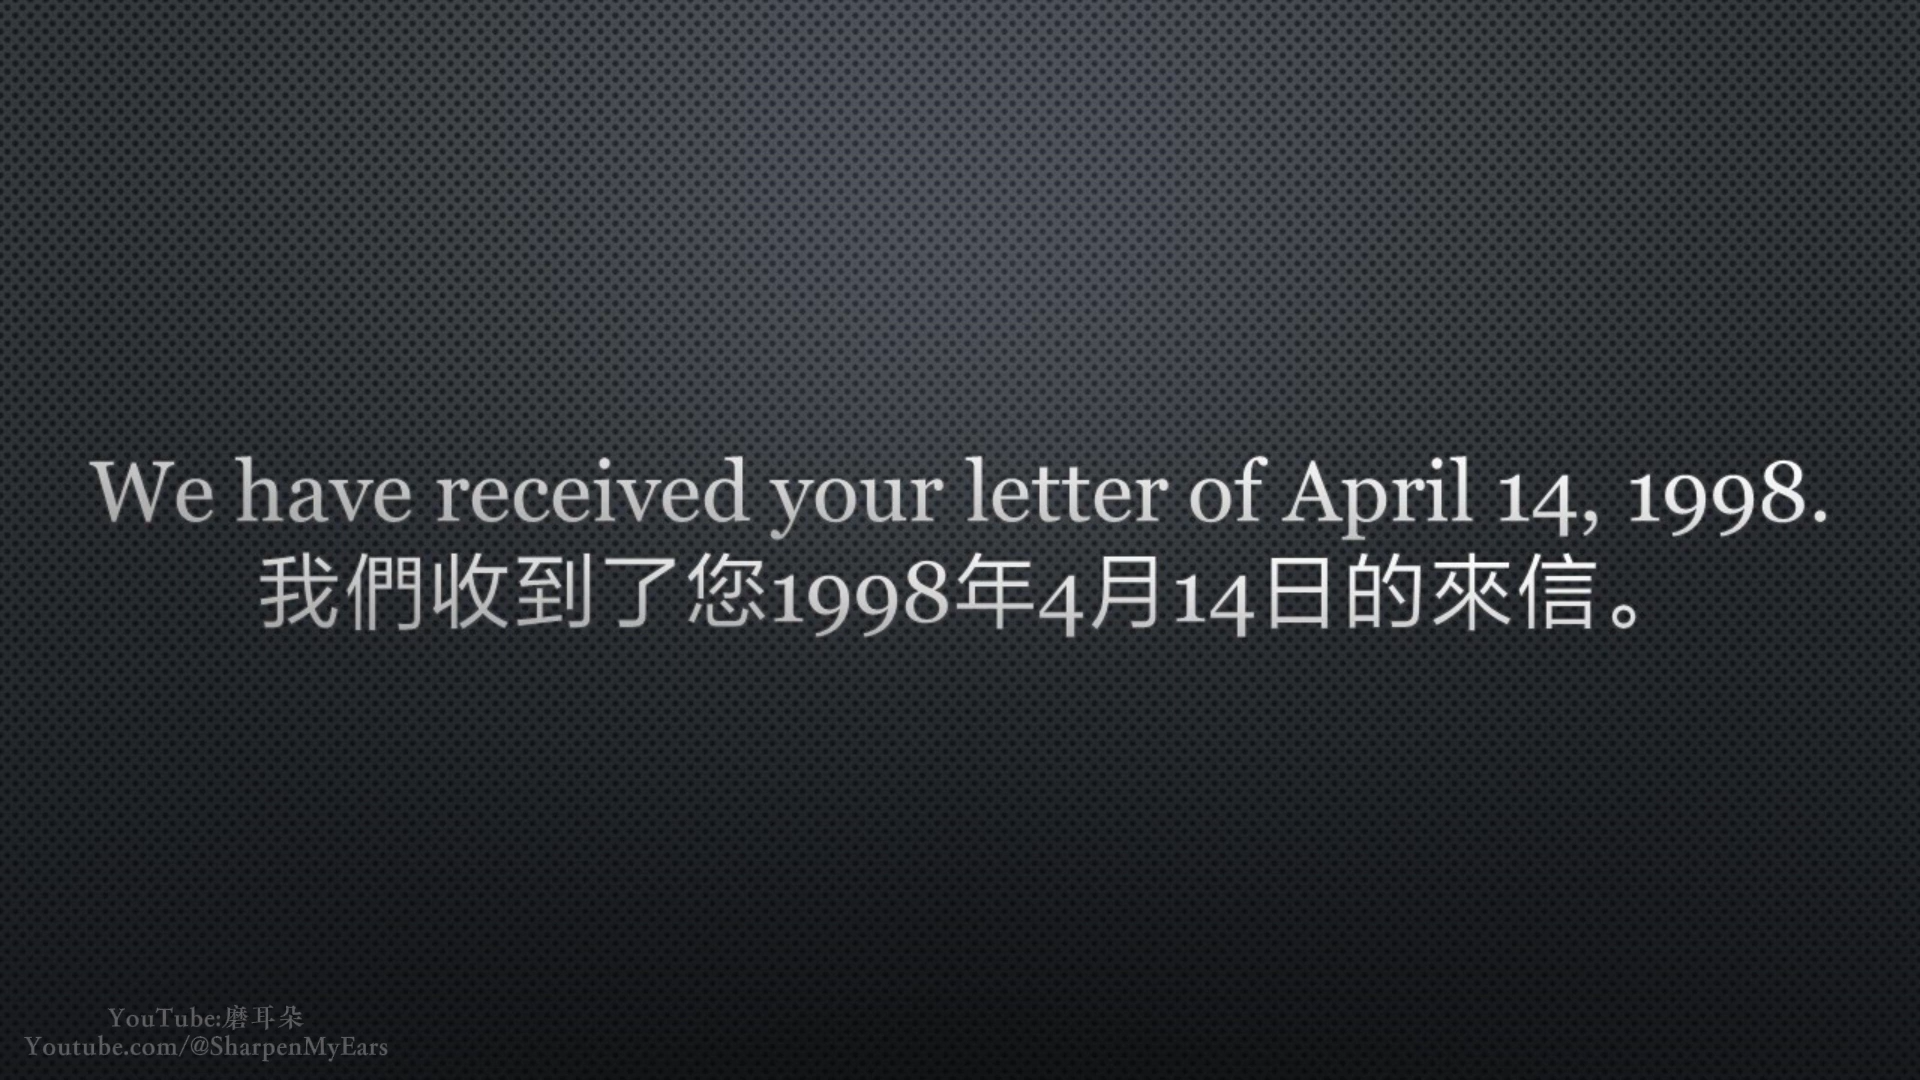 We have received your letter of April 14, 1998.
我們收到了您1998年4月14日的來信。
YouTube:磨耳朵
Youtube.com/@SharpenMyEars